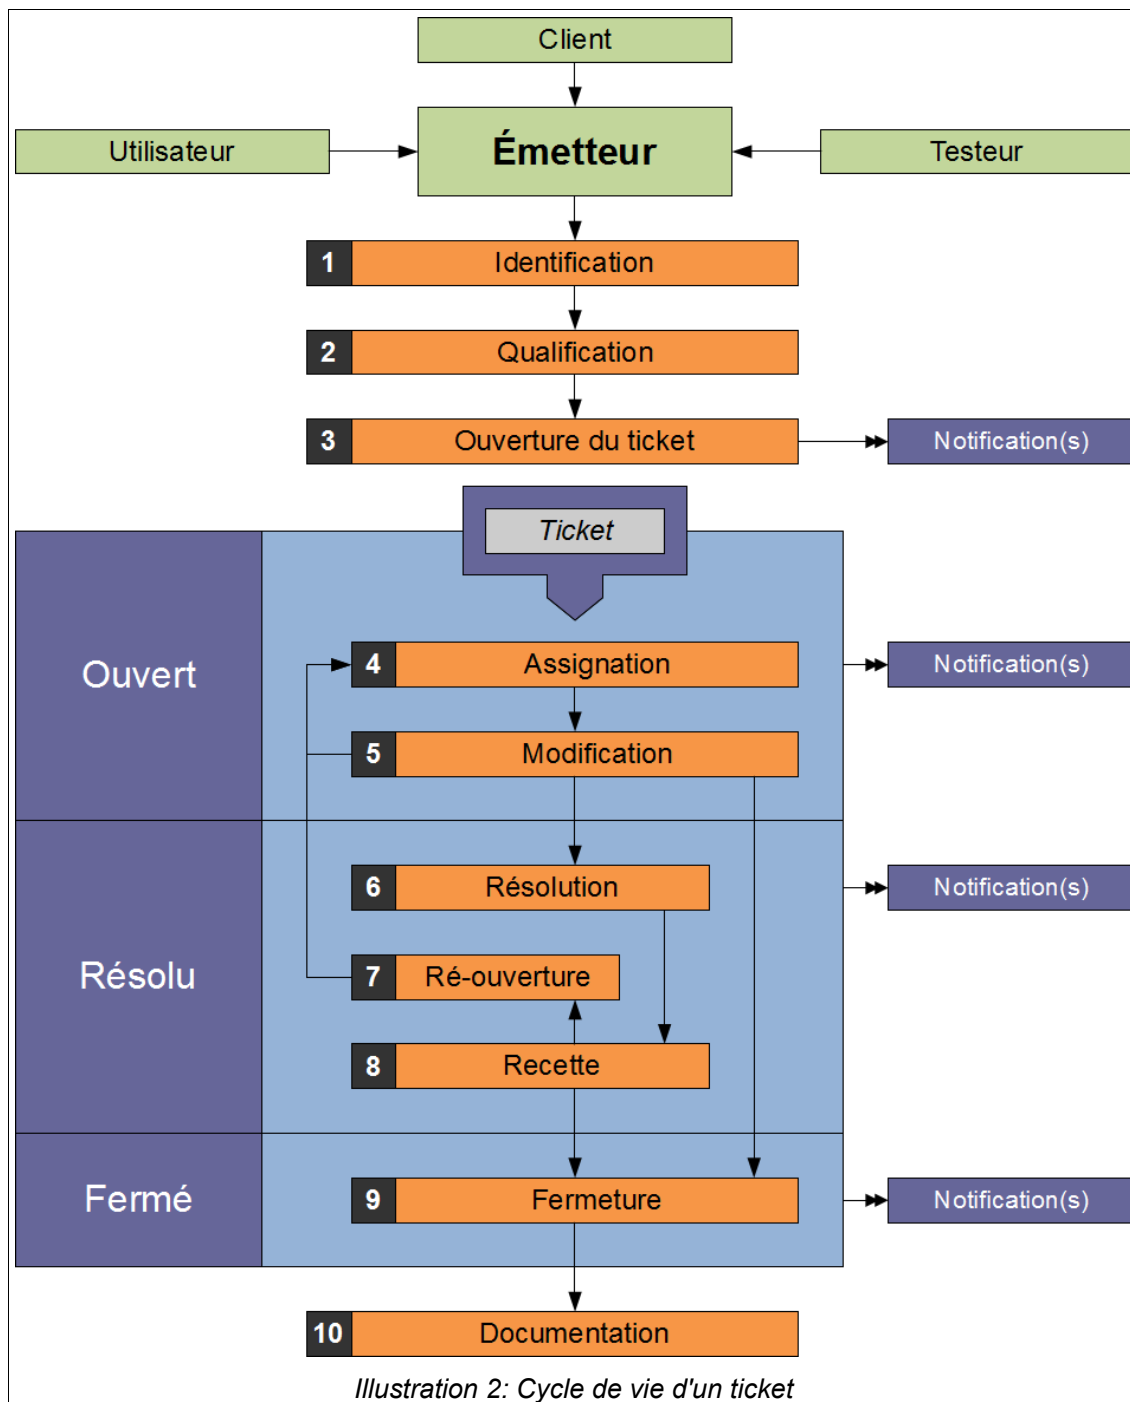 Client
Utilisateur
Émetteur
Testeur
1 Identification
2 Qualification
3 Ouverture du ticket
Notification(s)
Ticket
Ouvert
4 Assignation
Notification(s)
5 Modification
Résolu
6 Résolution
Notification(s)
7 Ré-ouverture
8 Recette
Fermé
9 Fermeture
Notification(s)
10 Documentation
Illustration 2: Cycle de vie d'un ticket